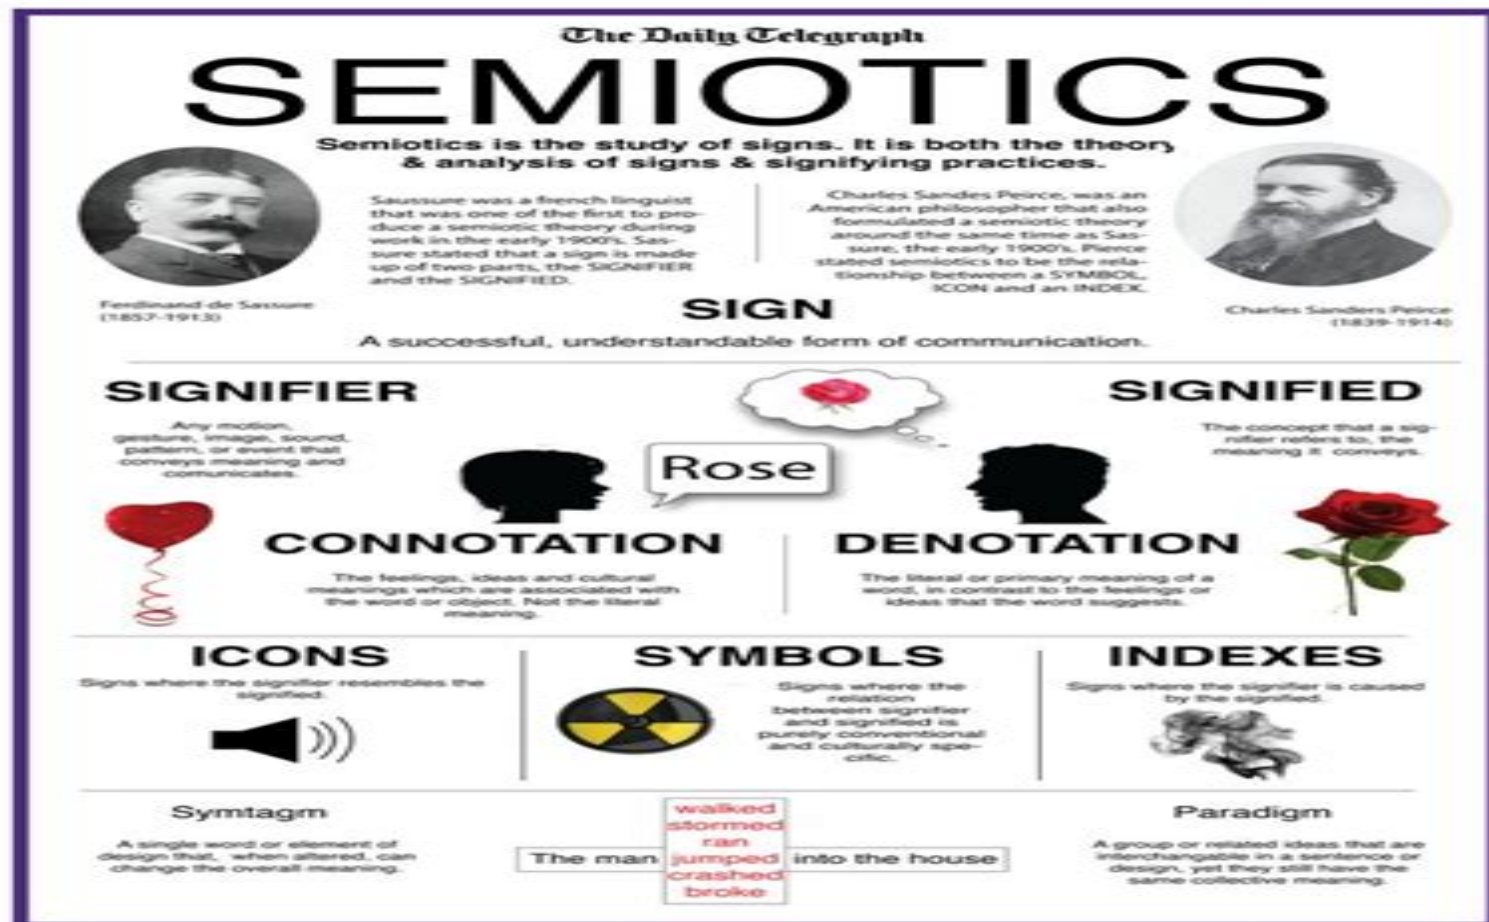 The Daily Telegraph
SEMIOTICS
Semiotics is the study of signs. It is both the theory
& analysis of signs & signifying practices.
Saussure was a french linguist
that was one of the first to pro-
duce a semiotic theory during
work in the early 1900's. Sas-
sure stated that a sign is made
up of two parts, the SIGNIFIER
and the SIGNIFIED.
Charles Sandes Peirce, was an
American philosopher that also
formulated a semiotic theory
around the same time as Sas-
sure, the early 1900's. Pierce
stated semiotics to be the rela-
tionship between a SYMBOL,
ICON and an INDEX.
Ferdinand de Sassure
(1857-1913)
Charles Sanders Peirce
(1839-1914)
SIGN
A successful, understandable form of communication.
SIGNIFIER
Any motion,
gesture, image, sound,
pattern, or event that
conveys meaning and
comunicates.
Rose
SIGNIFIED
The concept that a sig-
nifier refers to, the
meaning it conveys.
CONNOTATION
The feelings, ideas and cultural
meanings which are associated with
the word or object. Not the literal
meaning.
DENOTATION
The literal or primary meaning of a
word, in contrast to the feelings or
ideas that the word suggests.
ICONS
Signs where the signifier resembles the
signified.
SYMBOLS
Signs where the
relation
between signifier
and signified is
purely conventional
and culturally spe-
cific.
INDEXES
Signs where the signifier is caused
by the signified.
Symtagm
A single word or element of
design that, when altered, can
change the overall meaning.
walked
stormed
ran
The man jumped into the house
crashed
broke
Paradigm
A group or related ideas that are
interchangable in a sentence or
design, yet they still have the
same collective meaning.